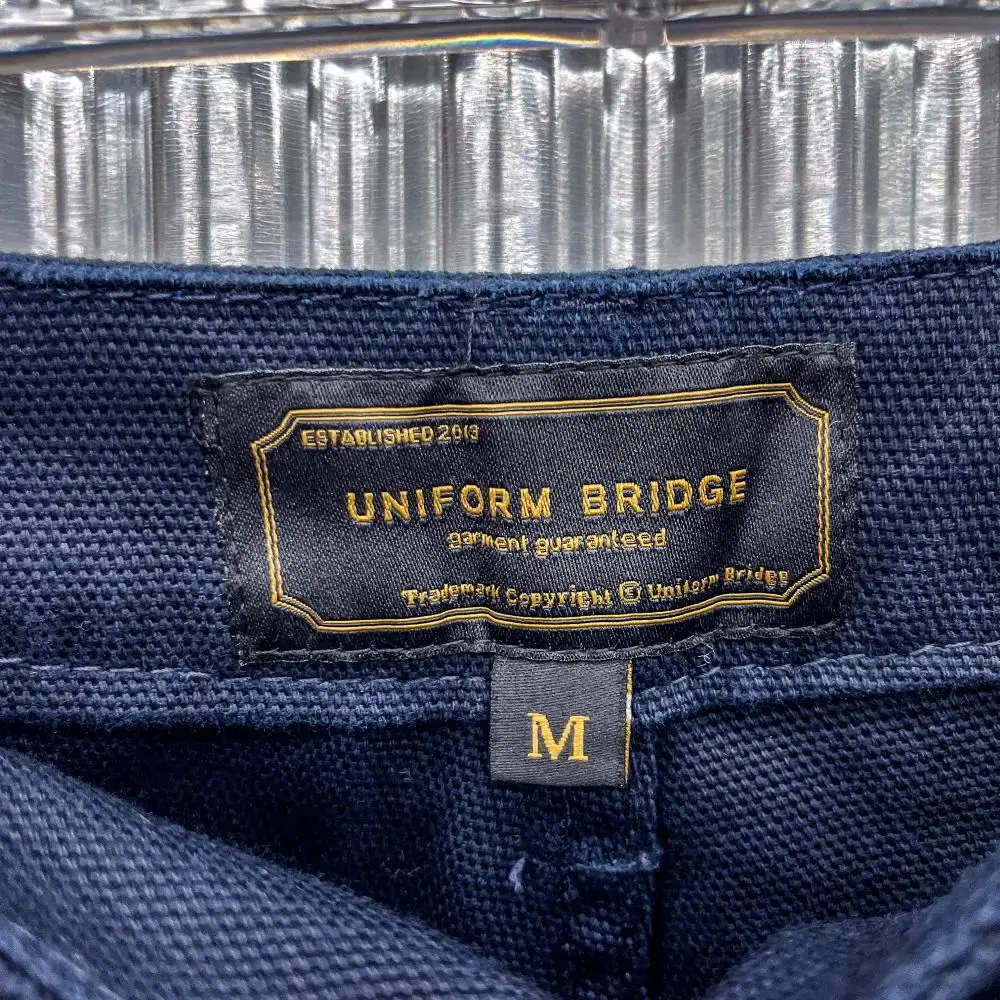 ESTABLISHED 2013
UNIFORM BRIDGE
garment guaranteed
Trademark Copyright © Uniform Bridge
M